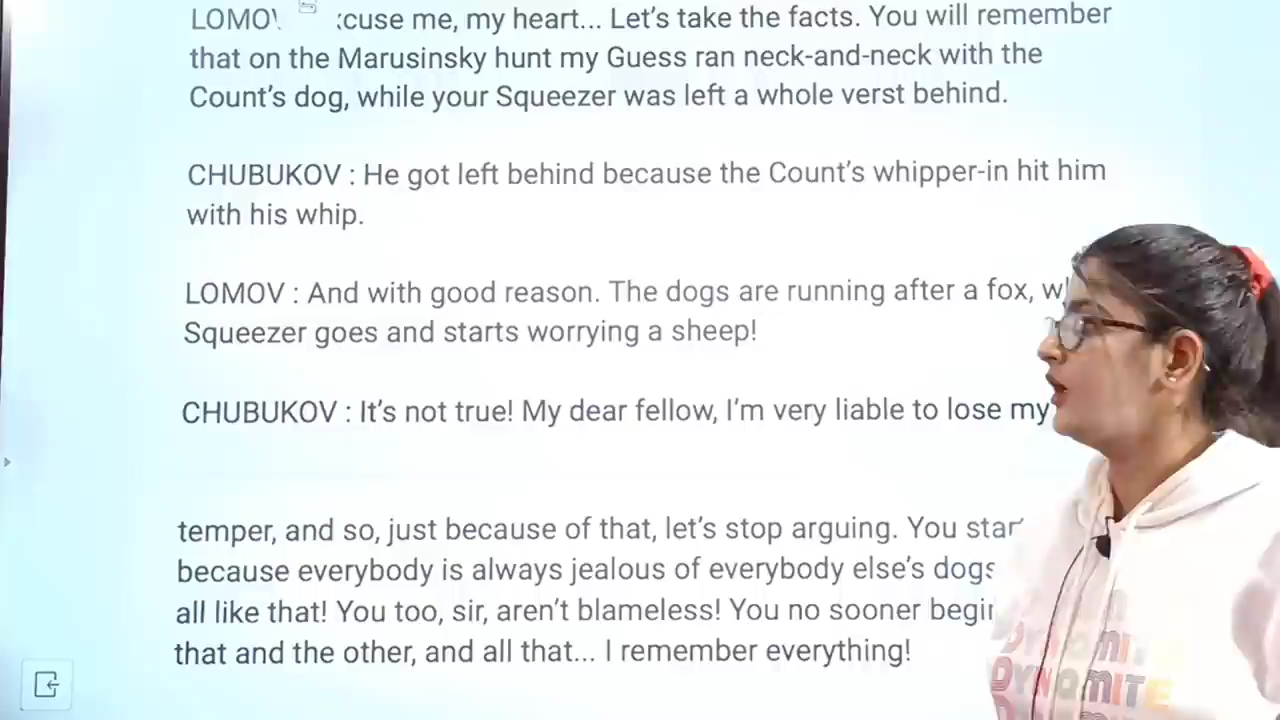 my heart... Let's take the facts. You will remember
that on the Marusinsky hunt my Guess ran neck-and-neck with the
Count's dog, while your Squeezer was left a whole verst behind.
CHUBUKOV : He got left behind because the Count's whipper-in hit him
with his whip.
LOMOV : And with good reason. The dogs are running after a fox,
Squeezer goes and starts worrying a sheep!
CHUBUKOV : It's not true! My dear fellow, I'm very liable to lose my
temper, and so, just because of that, let's stop arguing. You
because everybody is always jealous of everybody else's dogs
all like that! You too, sir, aren't blameless! You no sooner
that and the other, and all that... I remember everything!
DYNAMITE